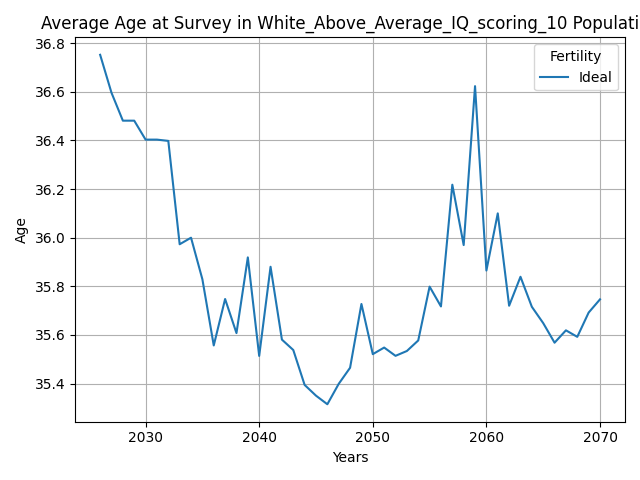 Average Age at Survey in White_Above_Average_IQ_scoring_10 Populati
36.8
36.6
36.4
36.2
36.0
35.8
35.6
35.4
Age
Fertility
Ideal
2030 2040 2050 2060 2070
Years